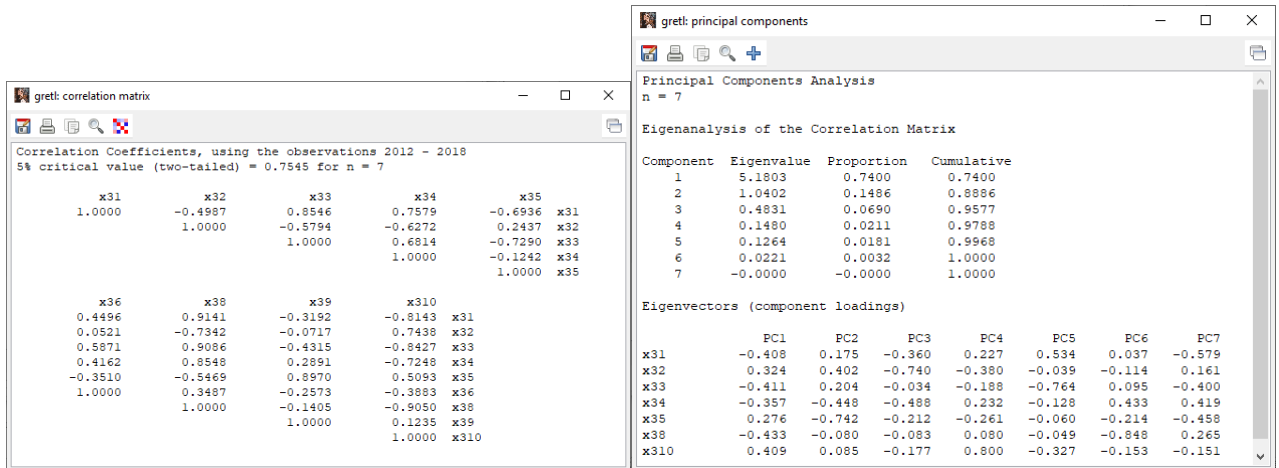 gretl: correlation matrix
Correlation Coefficients, using the observations 2012 - 2018
5% critical value (two-tailed) = 0.7545 for n = 7
x31 x32 x33 x34 x35
1.0000 -0.4987 0.8546 0.7579 -0.6936 x31
1.0000 -0.5794 -0.6272 0.2437 x32
1.0000 0.6814 -0.7290 x33
1.0000 -0.1242 x34
1.0000 x35
x36 x38 x39 x310
0.4496 0.9141 -0.3192 -0.8143 x31
0.0521 -0.7342 -0.0717 0.7438 x32
0.5871 0.9086 -0.4315 -0.8427 x33
0.4162 0.8548 0.2891 -0.7248 x34
-0.3510 -0.5469 0.8970 0.5093 x35
1.0000 0.3487 -0.2573 -0.3883 x36
1.0000 -0.1405 -0.9050 x38
1.0000 0.1235 x39
1.0000 x310
gretl: principal components
Principal Components Analysis
n = 7
Eigenanalysis of the Correlation Matrix
Component Eigenvalue Proportion Cumulative
1 5.1803 0.7400 0.7400
2 1.0402 0.1486 0.8886
3 0.4831 0.0690 0.9577
4 0.1480 0.0211 0.9788
5 0.1264 0.0181 0.9968
6 0.0221 0.0032 1.0000
7 -0.0000 -0.0000 1.0000
Eigenvectors (component loadings)
PC1 PC2 PC3 PC4 PC5 PC6 PC7
x31 -0.408 0.175 -0.360 0.227 0.534 0.037 -0.579
x32 0.324 0.402 -0.740 -0.380 -0.039 -0.114 0.161
x33 -0.411 0.204 -0.034 -0.188 -0.764 0.095 -0.400
x34 -0.357 -0.448 -0.488 0.232 -0.128 0.433 0.419
x35 0.276 -0.742 -0.212 -0.261 -0.060 -0.214 -0.458
x38 -0.433 -0.080 -0.083 0.080 -0.049 -0.848 0.265
x310 0.409 0.085 -0.177 0.800 -0.327 -0.153 -0.151